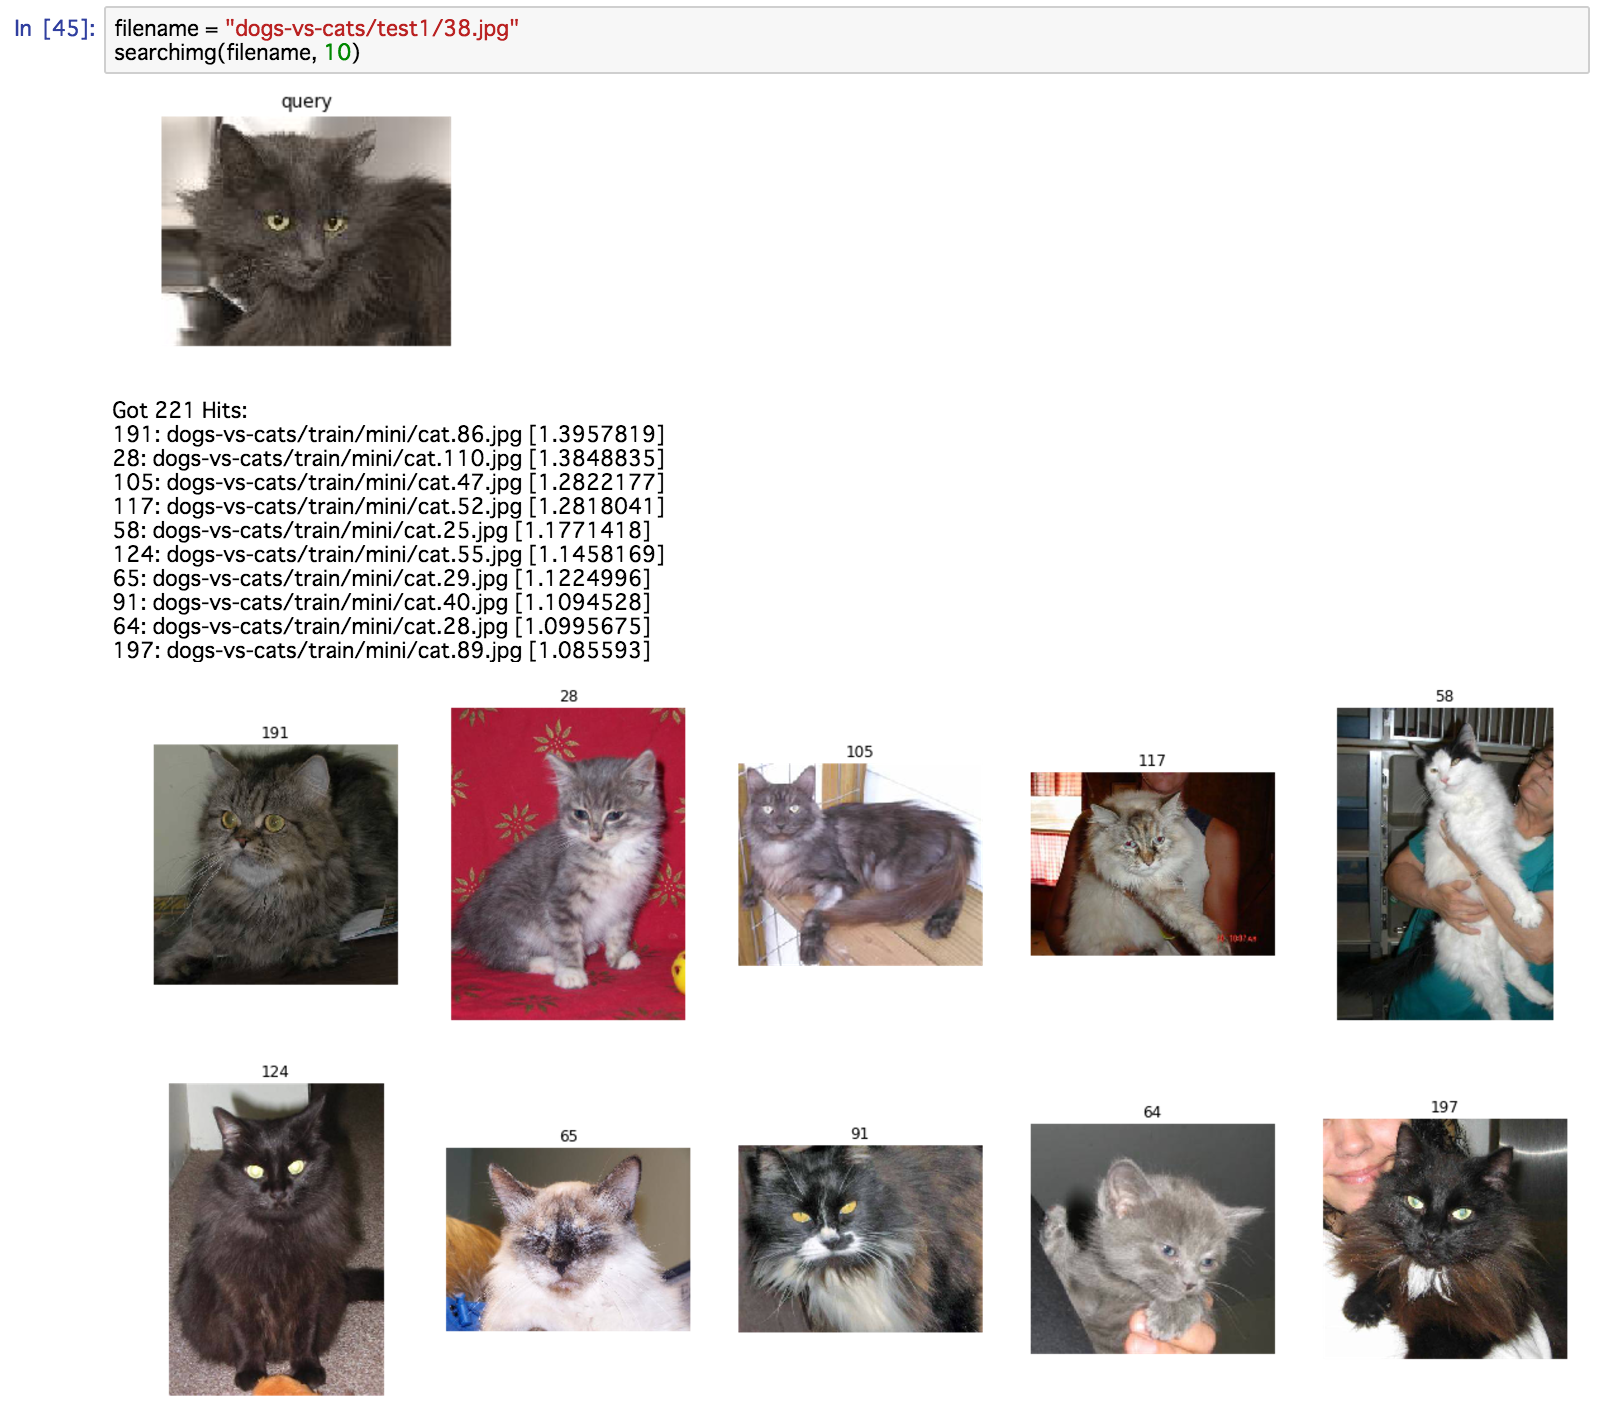 In [45]:
filename = "dogs-vs-cats/test1/38.jpg"
searchimg(filename, 10)
query
Got 221 Hits:
191: dogs-vs-cats/train/mini/cat.86.jpg [1.3957819]
28: dogs-vs-cats/train/mini/cat.110.jpg [1.3848835]
105: dogs-vs-cats/train/mini/cat.47.jpg [1.2822177]
117: dogs-vs-cats/train/mini/cat.52.jpg [1.2818041]
58: dogs-vs-cats/train/mini/cat.25.jpg [1.1771418]
124: dogs-vs-cats/train/mini/cat.55.jpg [1.1458169]
65: dogs-vs-cats/train/mini/cat.29.jpg [1.1224996]
91: dogs-vs-cats/train/mini/cat.40.jpg [1.1094528]
64: dogs-vs-cats/train/mini/cat.28.jpg [1.0995675]
197: dogs-vs-cats/train/mini/cat.89.jpg [1.085593]
191
28
105
117
58
124
65
91
64
197